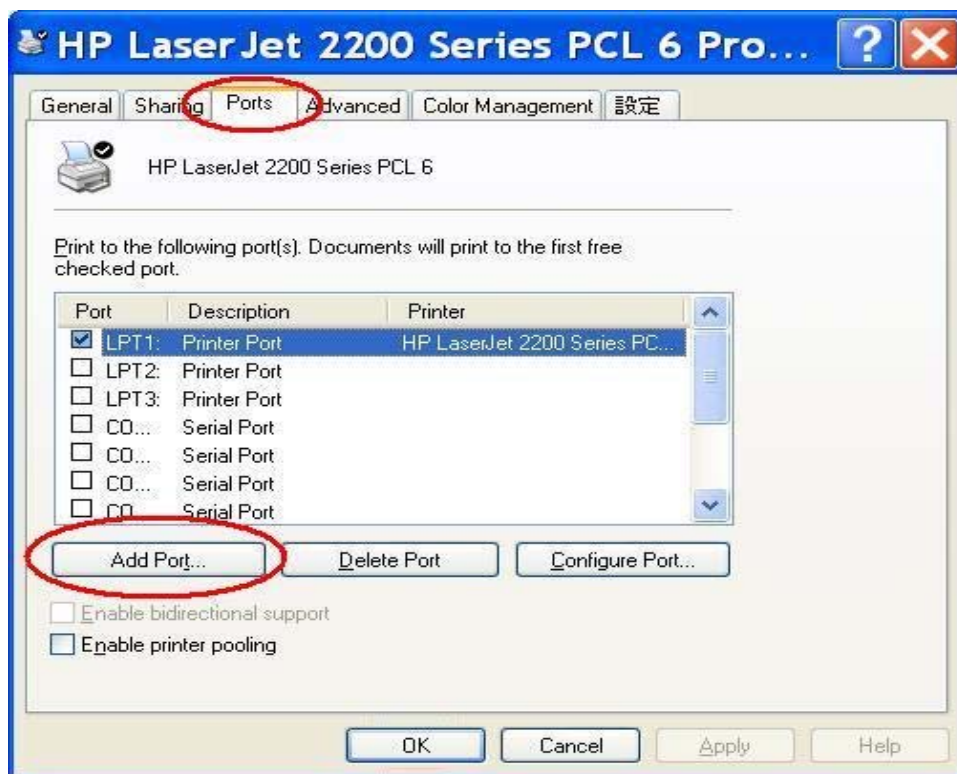 HP LaserJet 2200 Series PCL 6 Pro...
General Sharing Ports Advanced Color Management 設定
HP LaserJet 2200 Series PCL 6
Print to the following port(s). Documents will print to the first free
checked port.
Port Description Printer
LPT1: Printer Port HP LaserJet 2200 Series PC...
LPT2: Printer Port
LPT3: Printer Port
CO... Serial Port
CO... Serial Port
CO... Serial Port
CO... Serial Port
Add Port... Delete Port Configure Port...
Enable bidirectional support
Enable printer pooling
OK Cancel Apply Help